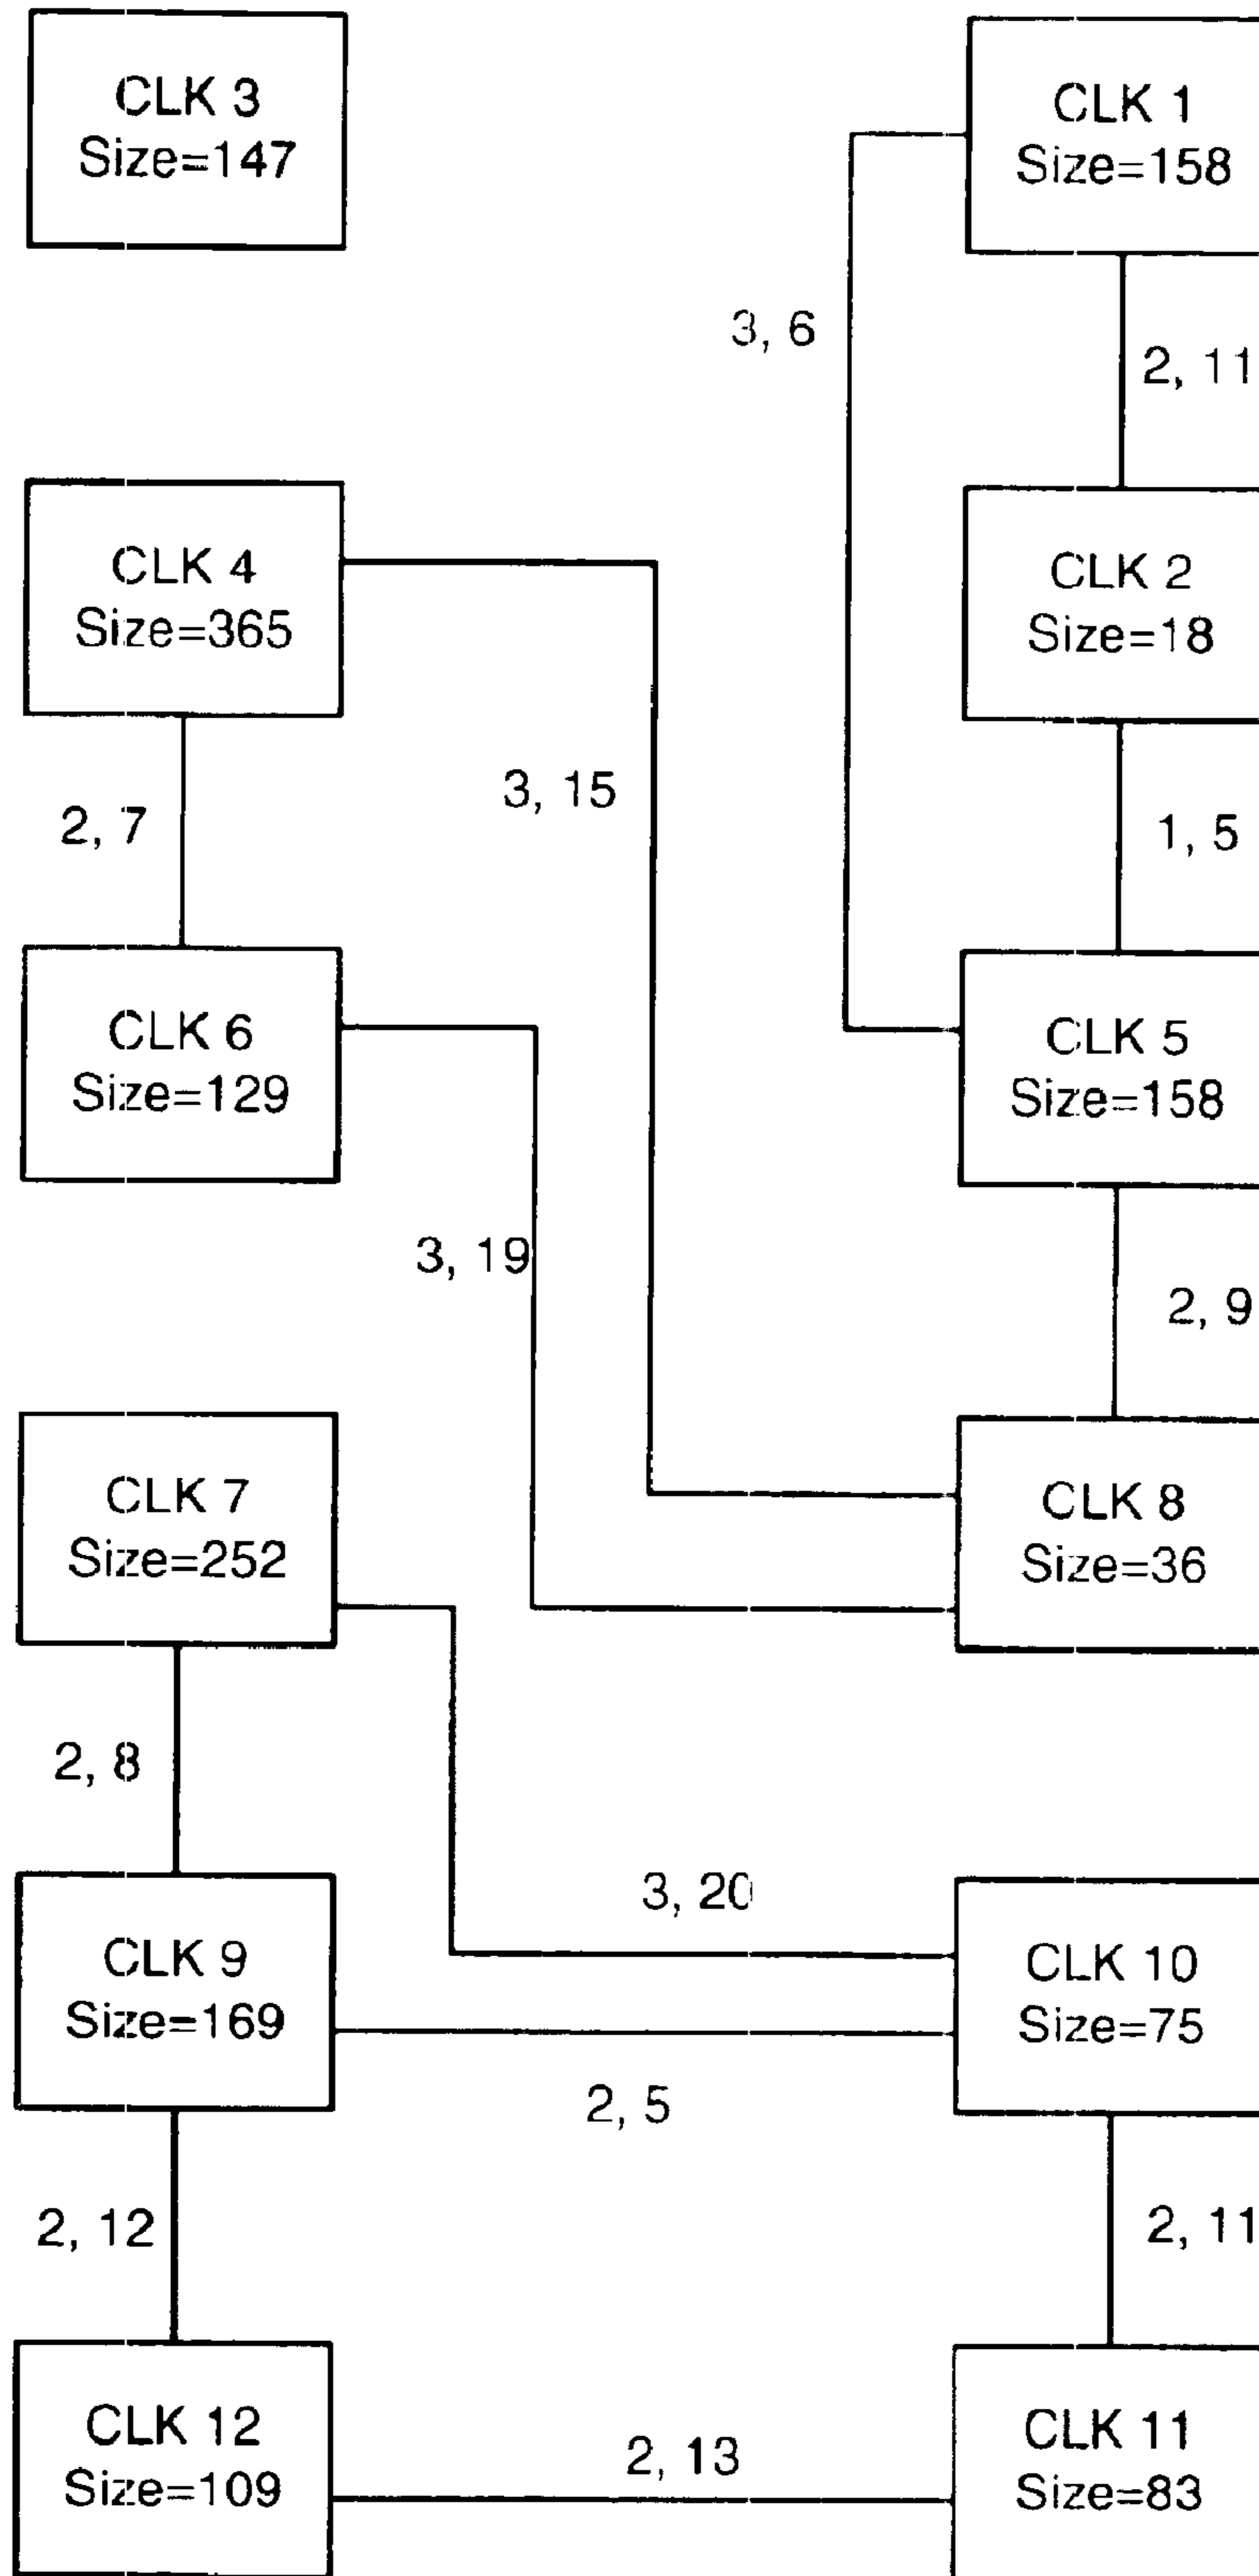 CLK 3
Size=147
CLK 1
Size=158
3, 6
2, 11
CLK 4
Size=365
CLK 2
Size=18
2, 7
3, 15
1, 5
CLK 6
Size=129
CLK 5
Size=158
3, 19
2, 9
CLK 7
Size=252
CLK 8
Size=36
2, 8
3, 20
CLK 9
Size=169
CLK 10
Size=75
2, 5
2, 12
2, 11
CLK 12
Size=109
2, 13
CLK 11
Size=83